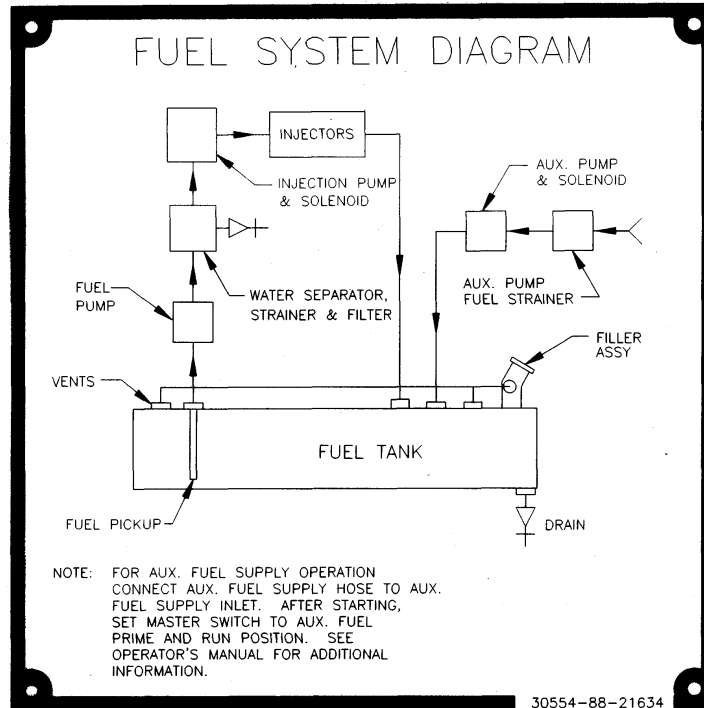 FUEL SYSTEM DIAGRAM
INJECTORS
INJECTION PUMP
& SOLENOID
AUX. PUMP
& SOLENOID
FUEL
PUMP
WATER SEPARATOR,
STRAINER & FILTER
AUX. PUMP
FUEL STRAINER
FILLER
ASSY
VENTS
FUEL TANK
FUEL PICKUP
DRAIN
NOTE: FOR AUX. FUEL SUPPLY OPERATION
CONNECT AUX. FUEL SUPPLY HOSE TO AUX.
FUEL SUPPLY INLET. AFTER STARTING,
SET MASTER SWITCH TO AUX. FUEL
PRIME AND RUN POSITION. SEE
OPERATOR'S MANUAL FOR ADDITIONAL
INFORMATION.
30554-88-21634